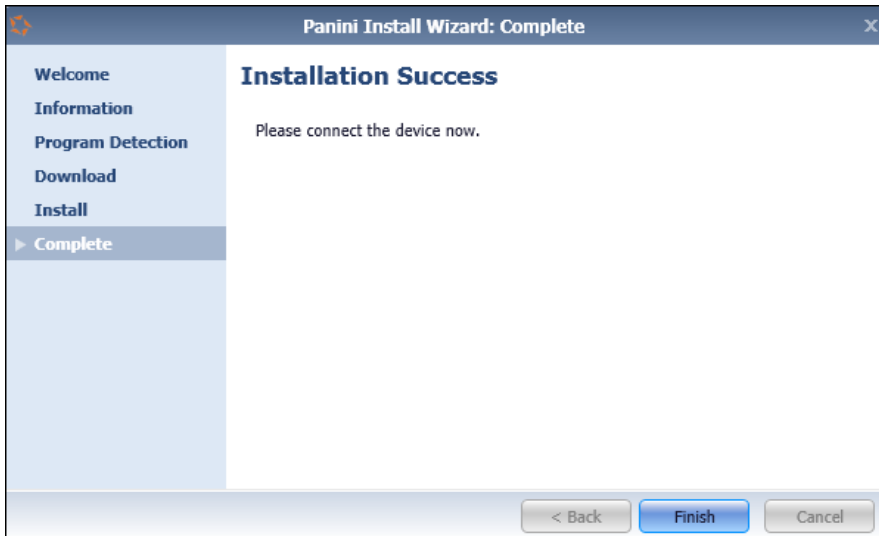 Panini Install Wizard: Complete
x
Welcome
Information
Program Detection
Download
Install
Complete
Installation Success
Please connect the device now.
< Back
Finish
Cancel